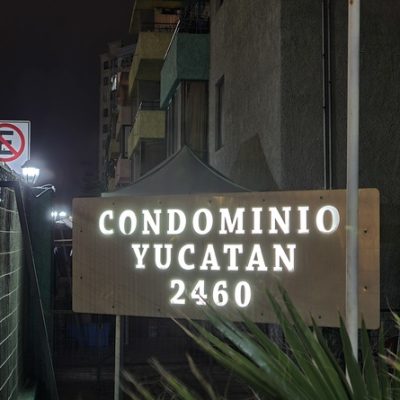 E
CONDOMINIO
YUCATAN
2460